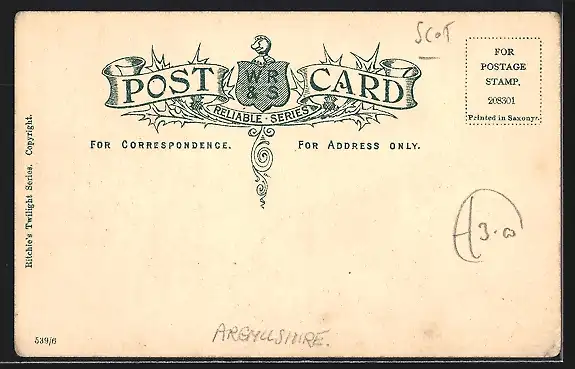 SCOT
POST CARD
WR
& S
RELIABLE SERIES
FOR CORRESPONDENCE.
FOR ADDRESS ONLY.
FOR
POSTAGE
STAMP.
208301
Printed in Saxony.
Ritchie's Twilight Series. Copyright.
3.00
539/6
ARGYLLSHIRE.